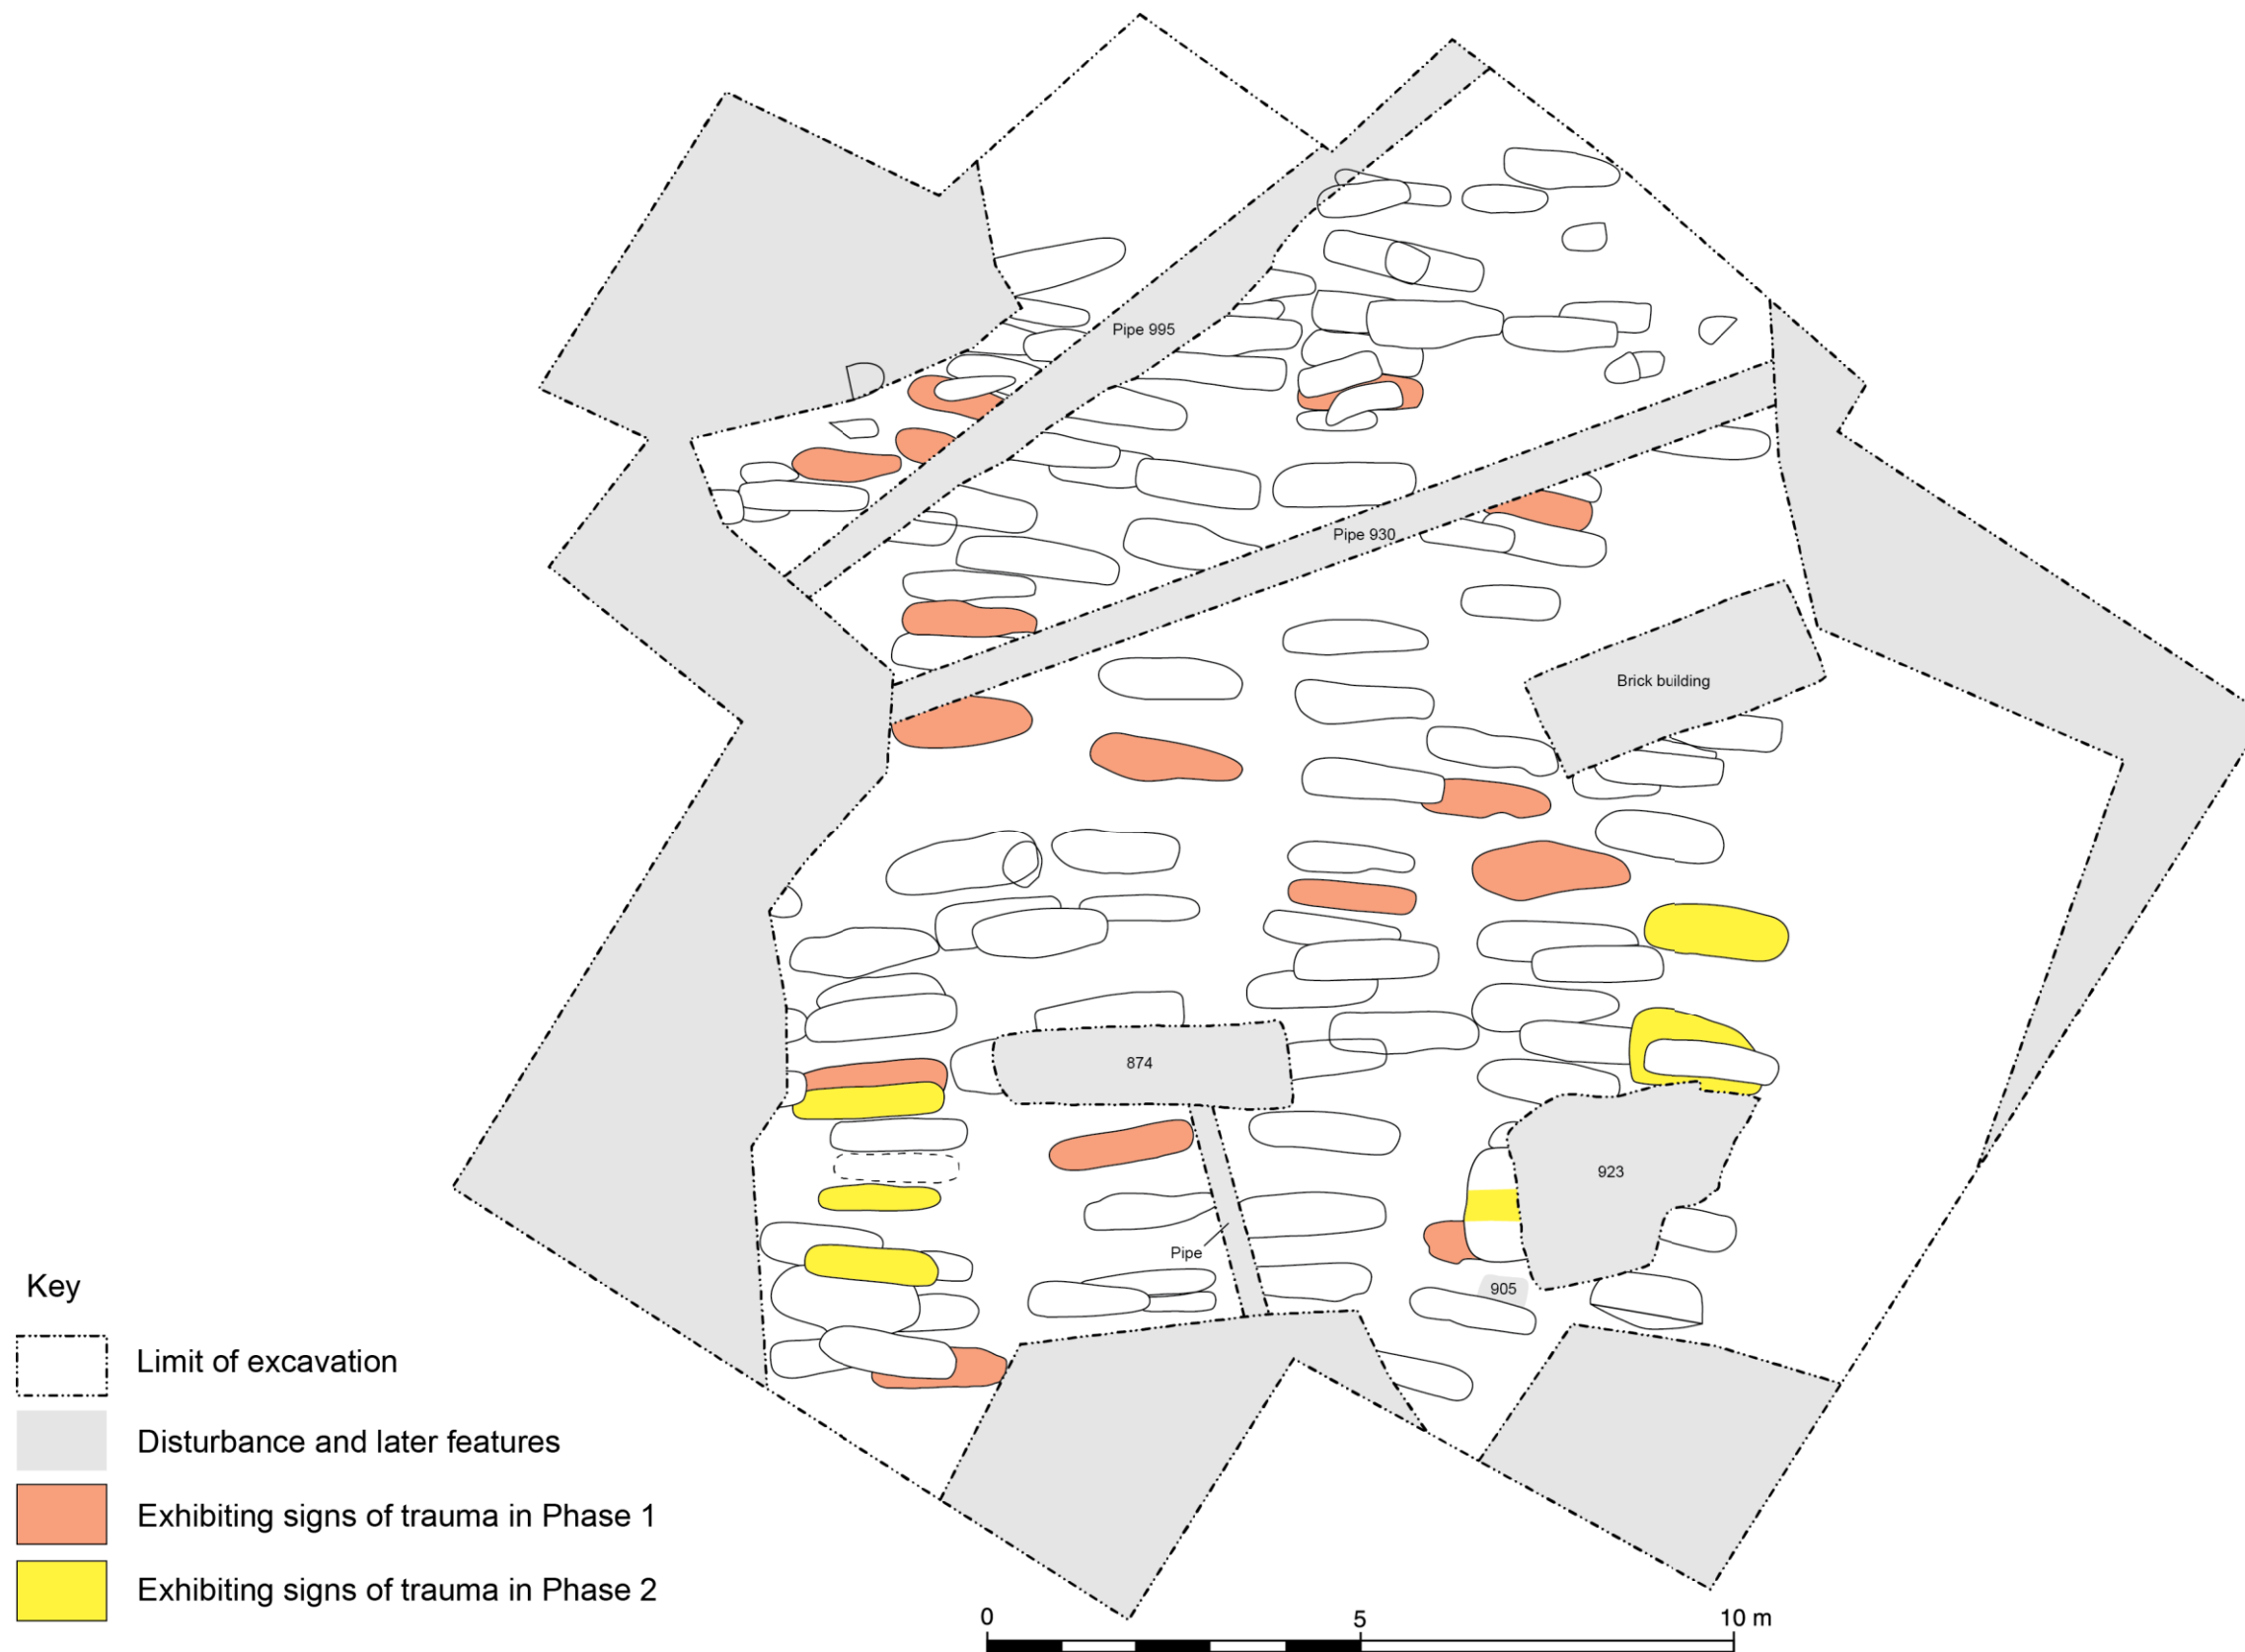 Pipe 995
Pipe 930
Brick building
874
923
Pipe
905
Key
Limit of excavation
Disturbance and later features
Exhibiting signs of trauma in Phase 1
Exhibiting signs of trauma in Phase 2
0 5 10 m